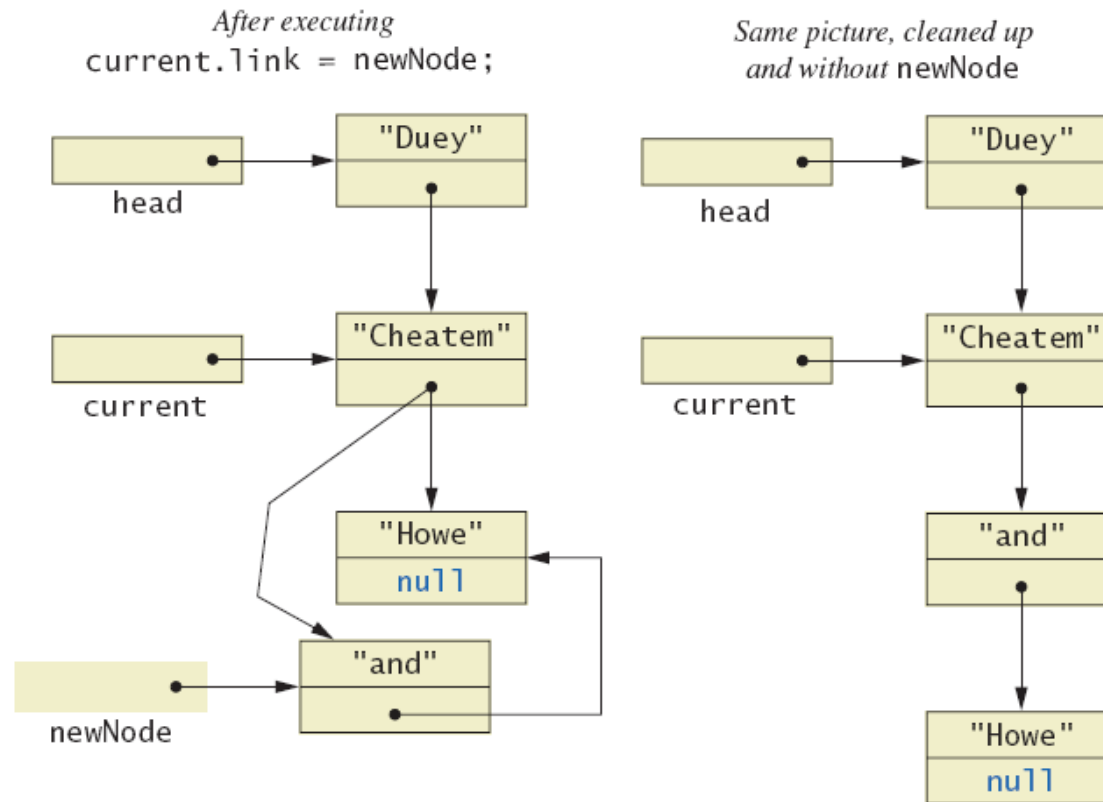 After executing
current.link = newNode;
"Duey"
head
"Cheatem"
current
"Howe"
null
"and"
newNode
Same picture, cleaned up
and without newNode
"Duey"
head
"Cheatem"
current
"and"
"Howe"
null